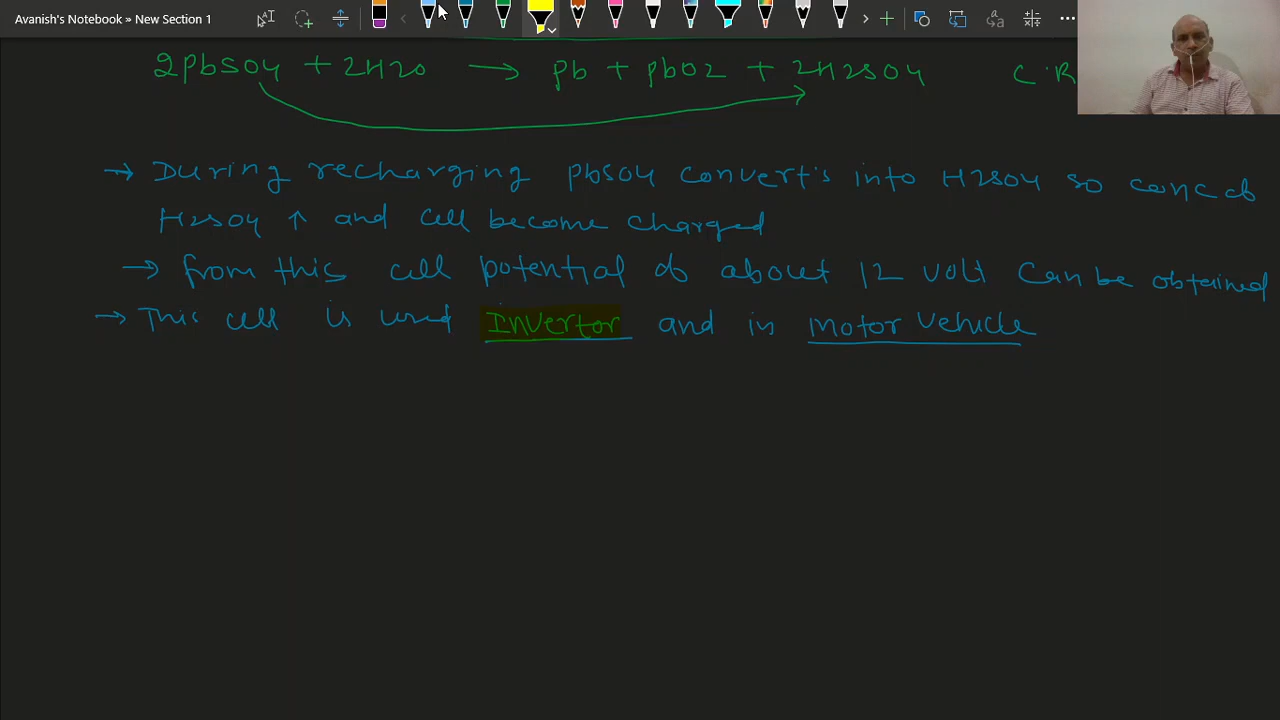 Avanish's Notebook » New Section 1
2PbSO4 + 2H2O → pb + pbO2 + 2H2SO4 C.R
→ During recharging pbSO4 convert's into H2SO4 so conc of
H2SO4 ↑ and cell become charged
→ from this cell potential of about 12 volt can be obtained
→ This cell is used Invertor and in motor vehicle